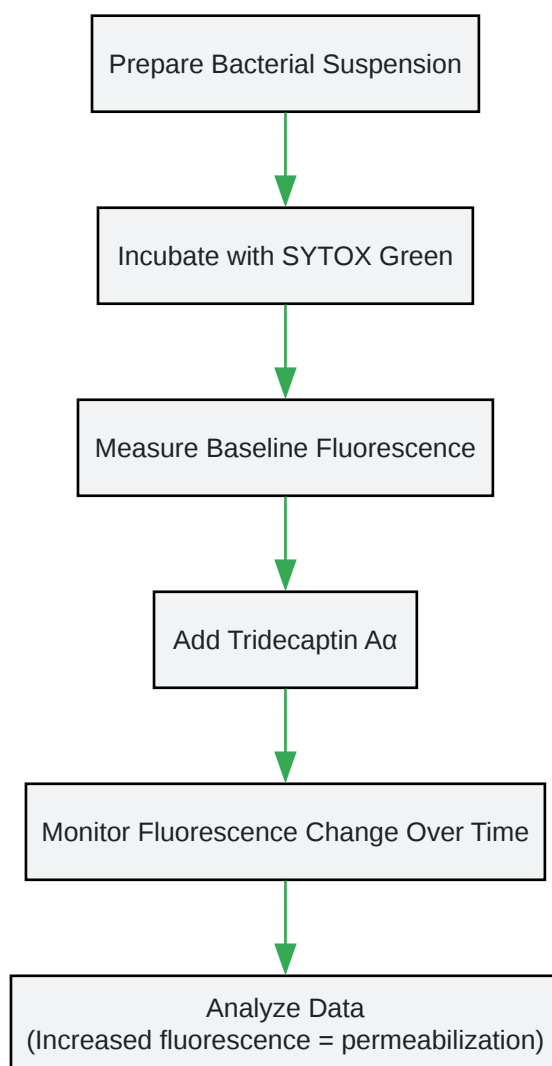 Prepare Bacterial Suspension
Incubate with SYTOX Green
Measure Baseline Fluorescence
Add Tridecaptin Aα
Monitor Fluorescence Change Over Time
Analyze Data
(Increased fluorescence = permeabilization)